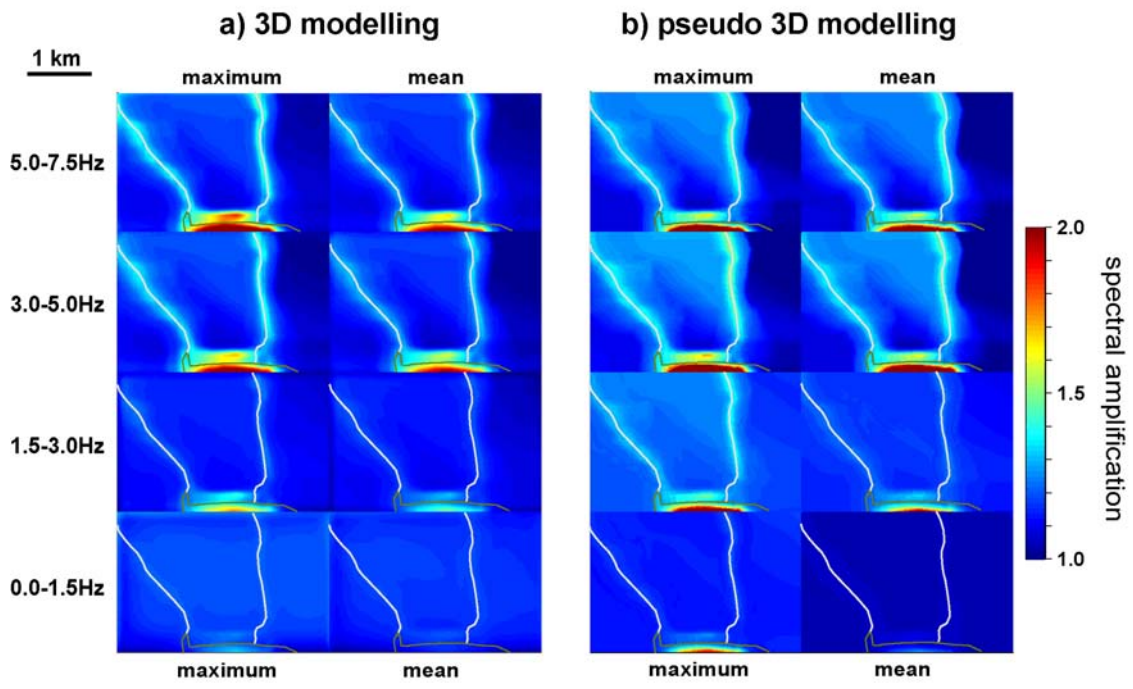 a) 3D modelling
b) pseudo 3D modelling
1 km
maximum
mean
maximum
mean
5.0-7.5Hz
3.0-5.0Hz
1.5-3.0Hz
0.0-1.5Hz
2.0
1.5
1.0
spectral amplification
maximum
mean
maximum
mean